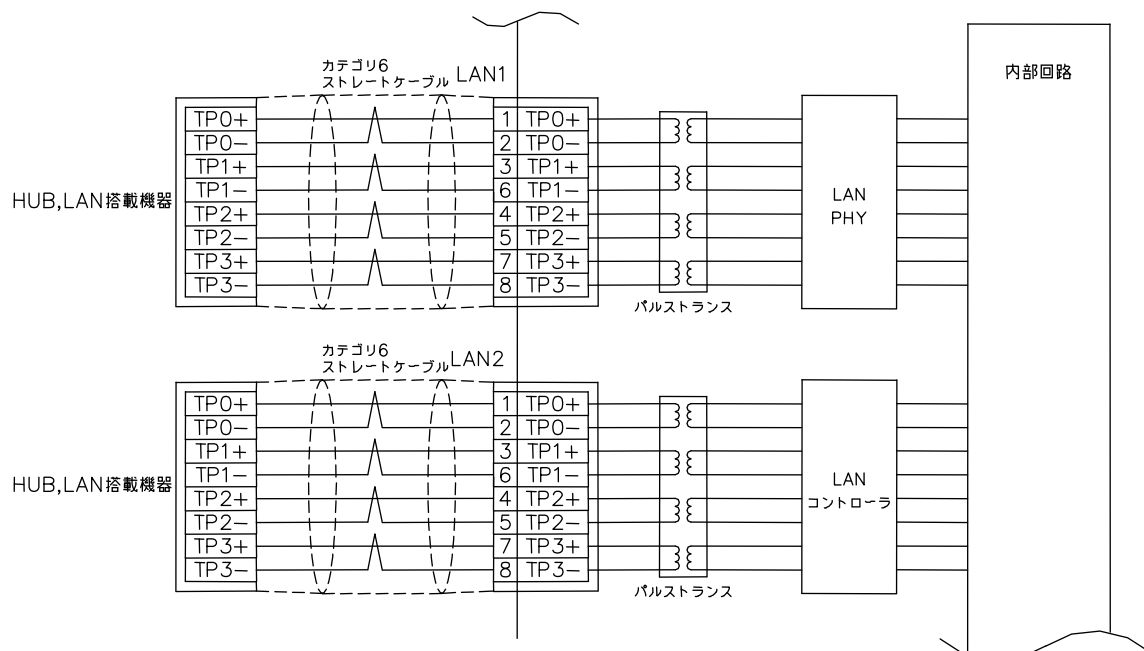 カテゴリ6
ストレートケーブル
LAN1
HUB,LAN搭載機器
TP0+
TP0-
TP1+
TP1-
TP2+
TP2-
TP3+
TP3-
1 TP0+
2 TP0-
3 TP1+
6 TP1-
4 TP2+
5 TP2-
7 TP3+
8 TP3-
パルストランス
LAN
PHY
内部回路
カテゴリ6
ストレートケーブル
LAN2
HUB,LAN搭載機器
TP0+
TP0-
TP1+
TP1-
TP2+
TP2-
TP3+
TP3-
1 TP0+
2 TP0-
3 TP1+
6 TP1-
4 TP2+
5 TP2-
7 TP3+
8 TP3-
パルストランス
LAN
コントローラ